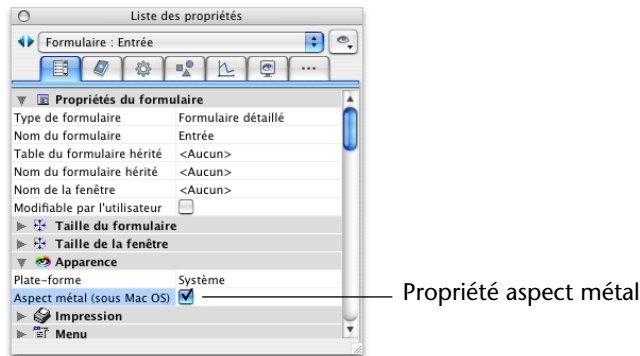 Liste des propriétés
Formulaire : Entrée
Propriétés du formulaire
Type de formulaire Formulaire détaillé
Nom du formulaire Entrée
Table du formulaire hérité <Aucun>
Nom du formulaire hérité <Aucun>
Nom de la fenêtre <Aucun>
Modifiable par l'utilisateur
Taille du formulaire
Taille de la fenêtre
Apparence
Plate-forme Système
Aspect métal (sous Mac OS)
Propriété aspect métal
Impression
Menu